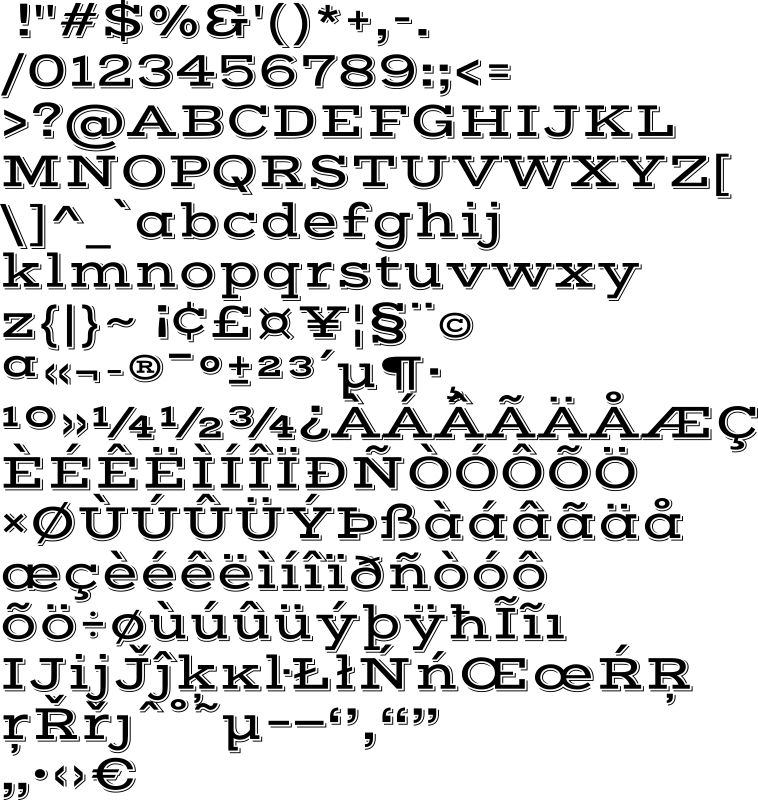 !"#$%&'()*+,-.
/0123456789:;<=
>?@ABCDEFGHIJKL
MNOPQRSTUVWXYZ[
\]^_`abcdefghij
klmnopqrstuvwxy
z{|}~ ¡¢£¤¥¦§¨©
ª«¬-®¯°±²³´µ¶·¸
¹º»¼½¾¿ÀÁÂÃÄÅÆÇ
ÈÉÊËÌÍÎÏÐÑÒÓÔÕÖ
×ØÙÚÛÜÝÞßàáâãäå
æçèéêëìíîïðñòóô
õö÷øùúûüýþÿħĨĩı
IJijĴĵķĸŀŁłŃńŒœŔŖ
ŗŘřȷˆ˚˜µ–—‘’‚“”
„•‹›€